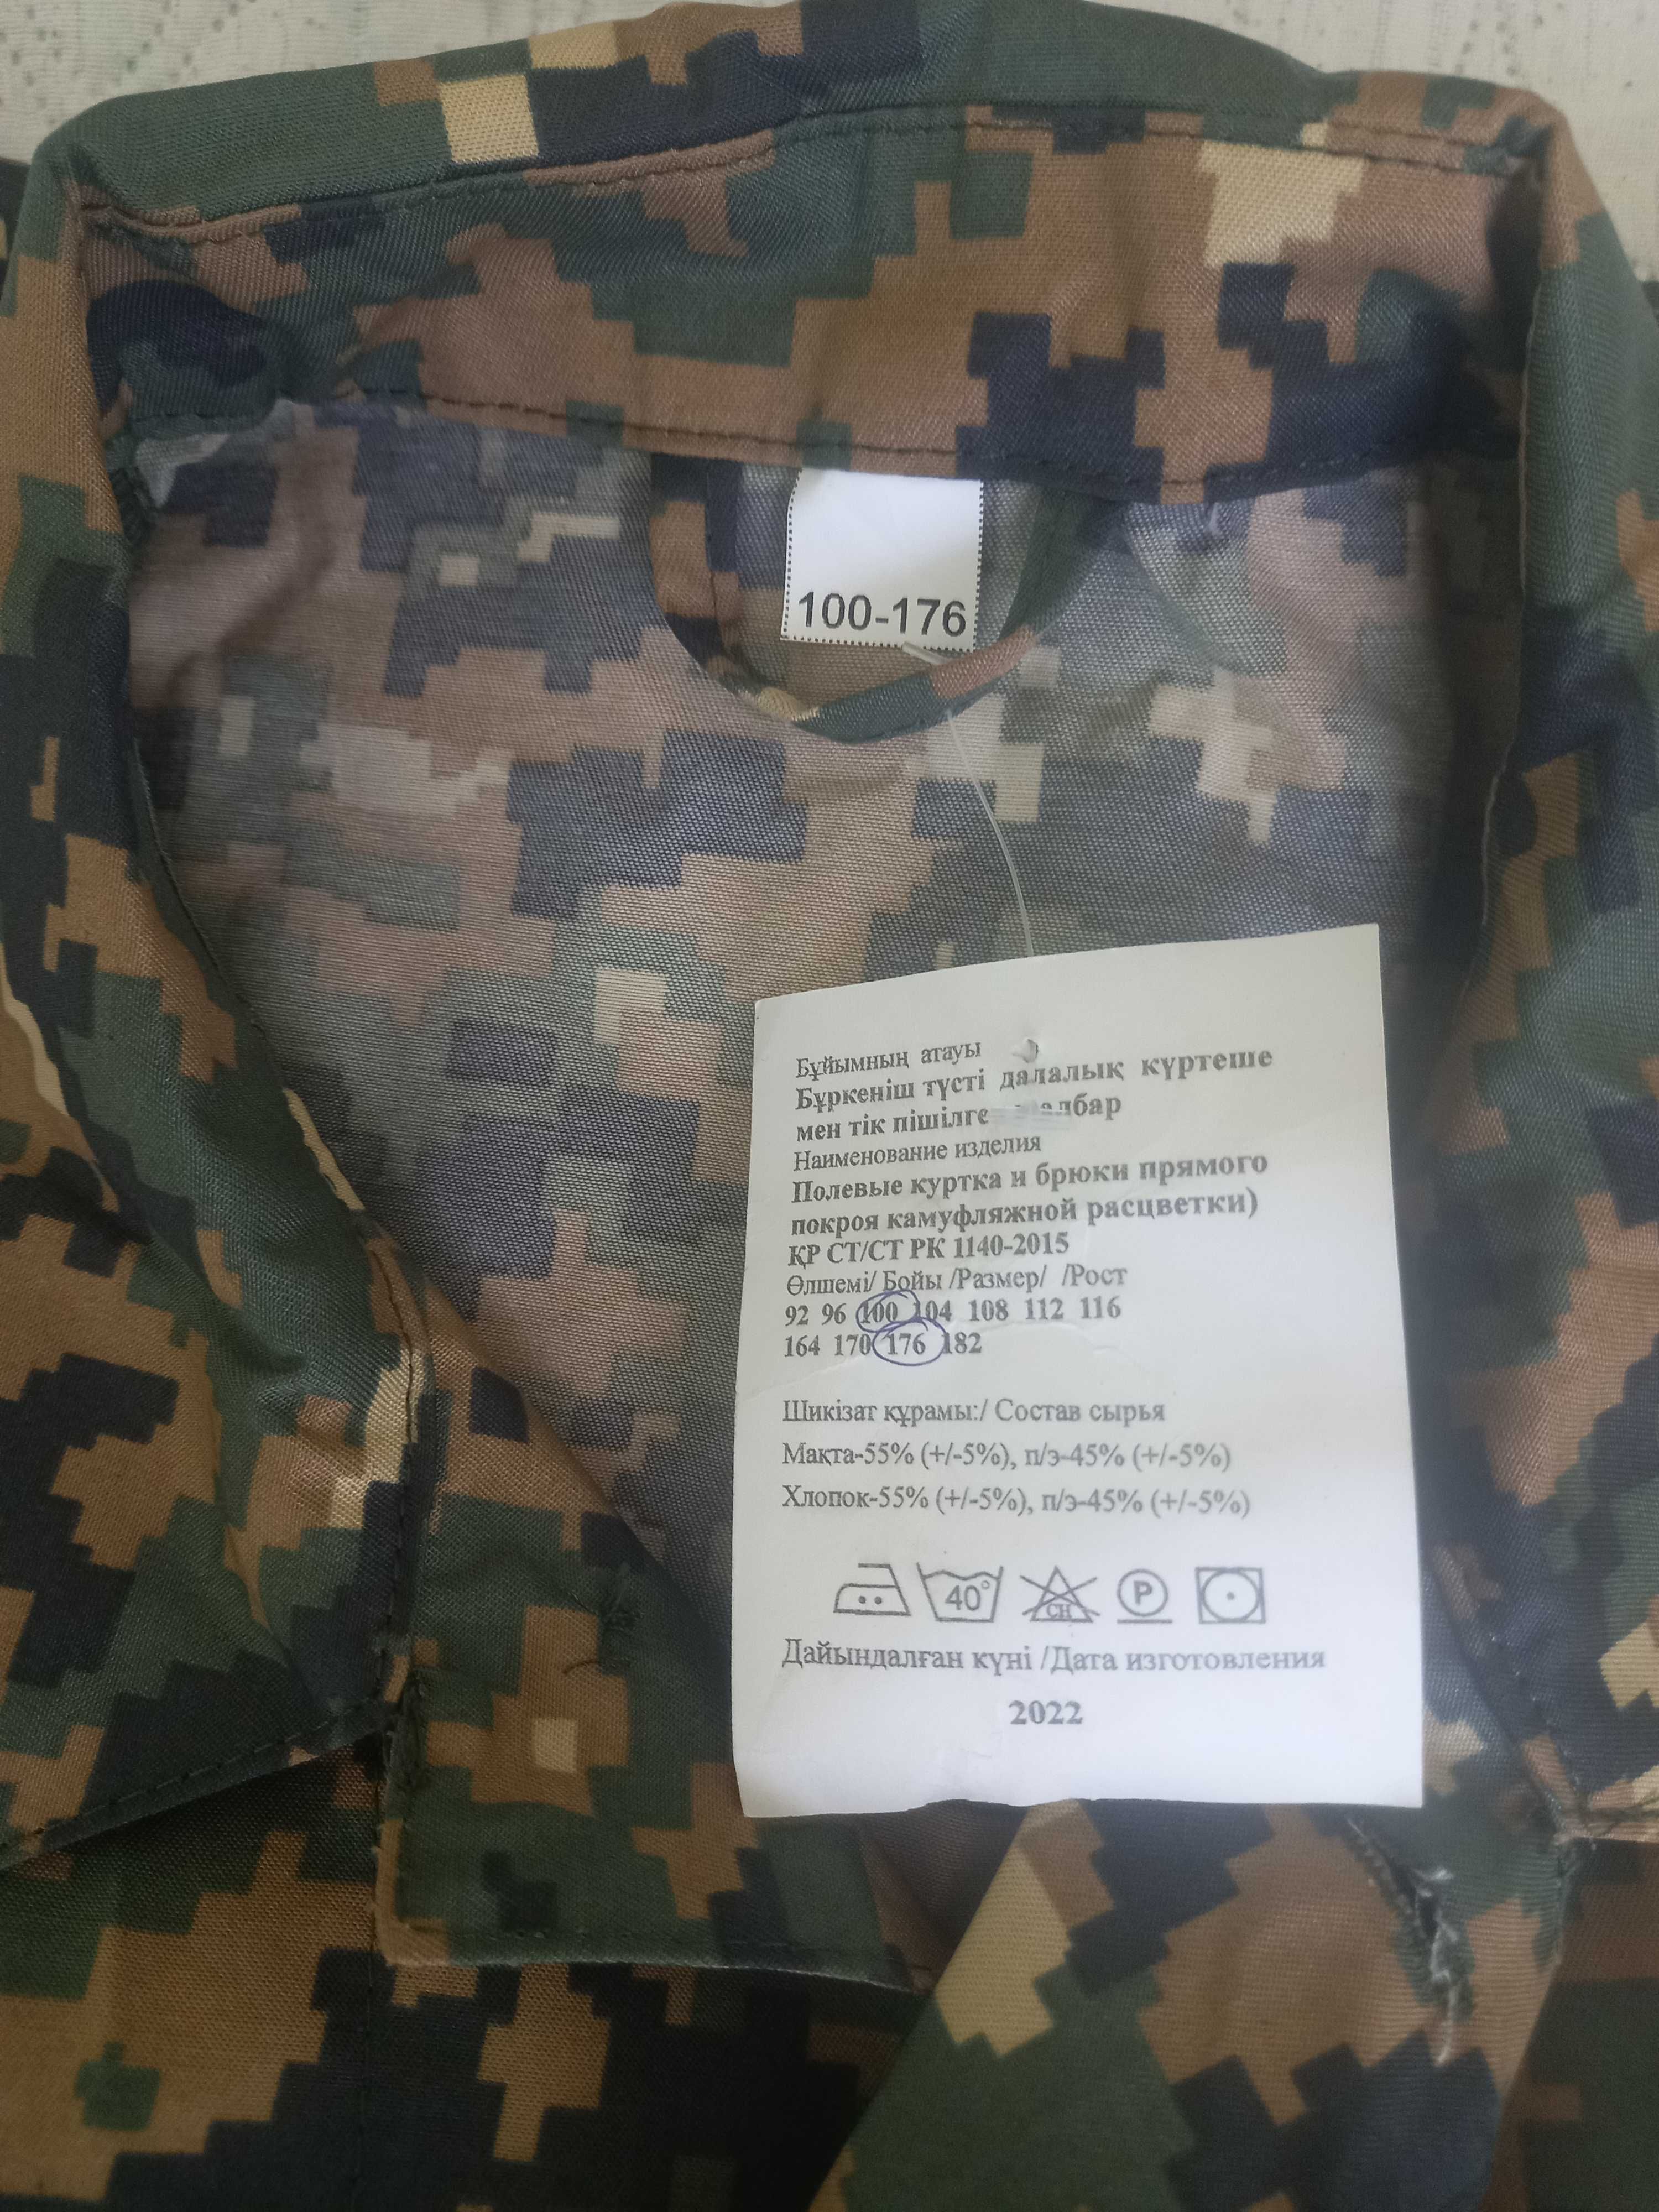 100-176
Бұйымның атауы
Бүркеніш түсті далалық күртеше
мен тік пішілге
Наименование изделия
Полевые куртка и брюки прямого
покроя камуфляжной расцветки)
ҚР СТ/СТ РК 1140-2015
Өлшемі/ Бойы /Размер/ /Рост
92 96 100 104 108 112 116
164 170 176 182
Шикізат құрамы:/ Состав сырья
Мақта-55% (+/-5%), п/э-45% (+/-5%)
Хлопок-55% (+/-5%), п/э-45% (+/-5%)
40° CH P
Дайындалған күні /Дата изготовления
2022